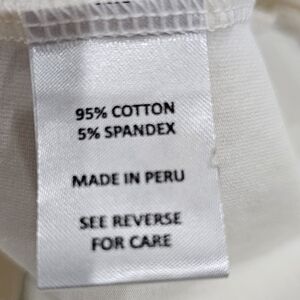 95% COTTON
5% SPANDEX
MADE IN PERU
SEE REVERSE
FOR CARE